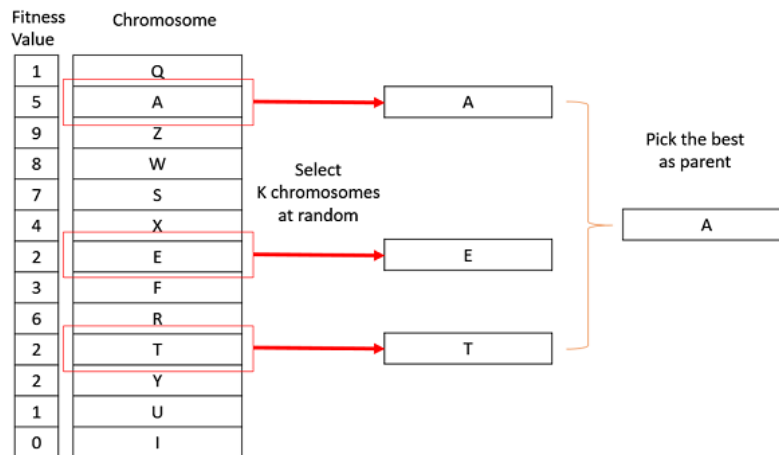 Fitness
Value
Chromosome
1 Q
5 A
9 Z
8 W
7 S
4 X
2 E
3 F
6 R
2 T
2 Y
1 U
0 I
Select
K chromosomes
at random
A
E
T
Pick the best
as parent
A